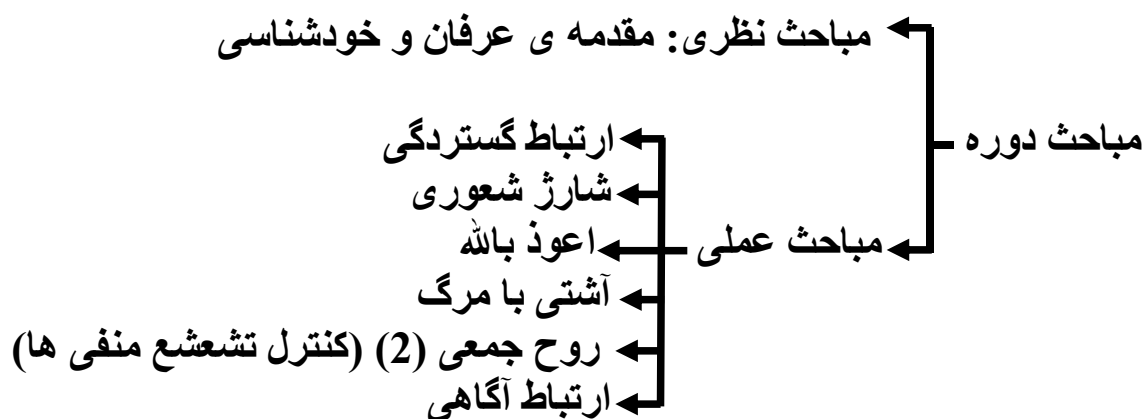 مباحث دوره
مباحث نظری: مقدمه ی عرفان و خودشناسی
مباحث عملی
ارتباط گستردگی
شارژ شعوری
اعوذ بالله
آشتی با مرگ
روح جمعی (2) (کنترل تشعشع منفی ها)
ارتباط آگاهی